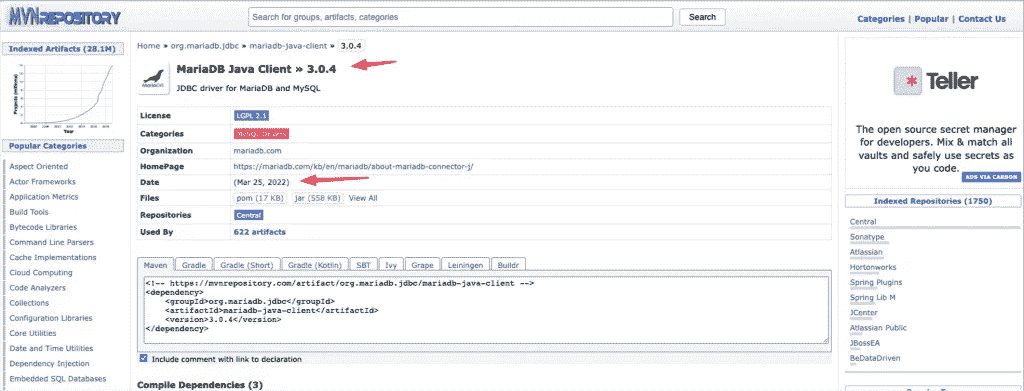 MVNREPOSITORY
Search for groups, artifacts, categories
Search
Categories | Popular | Contact Us
Indexed Artifacts (28.1M)
Projects (millions)
Year
Popular Categories
Aspect Oriented
Actor Frameworks
Application Metrics
Build Tools
Bytecode Libraries
Command Line Parsers
Cache Implementations
Cloud Computing
Code Analyzers
Collections
Configuration Libraries
Core Utilities
Date and Time Utilities
Dependency Injection
Embedded SQL Databases
Home » org.mariadb.jdbc » mariadb-java-client » 3.0.4
MariaDB
MariaDB Java Client » 3.0.4
JDBC driver for MariaDB and MySQL
License LGPL 2.1
Categories MySQL Drivers
Organization mariadb.com
HomePage https://mariadb.com/kb/en/mariadb/about-mariadb-connector-j/
Date (Mar 25, 2022)
Files pom (17 KB) jar (558 KB) View All
Repositories Central
Used By 622 artifacts
Maven Gradle Gradle (Short) Gradle (Kotlin) SBT Ivy Grape Leiningen Buildr
<!-- https://mvnrepository.com/artifact/org.mariadb.jdbc/mariadb-java-client -->
<dependency>
<groupId>org.mariadb.jdbc</groupId>
<artifactId>mariadb-java-client</artifactId>
<version>3.0.4</version>
</dependency>
Include comment with link to declaration
Compile Dependencies (3)
Teller
The open source secret manager
for developers. Mix & match all
vaults and safely use secrets as
you code.
ADS VIA CARBON
Indexed Repositories (1750)
Central
Sonatype
Atlassian
Hortonworks
Spring Plugins
Spring Lib M
JCenter
Atlassian Public
JBossEA
BeDataDriven